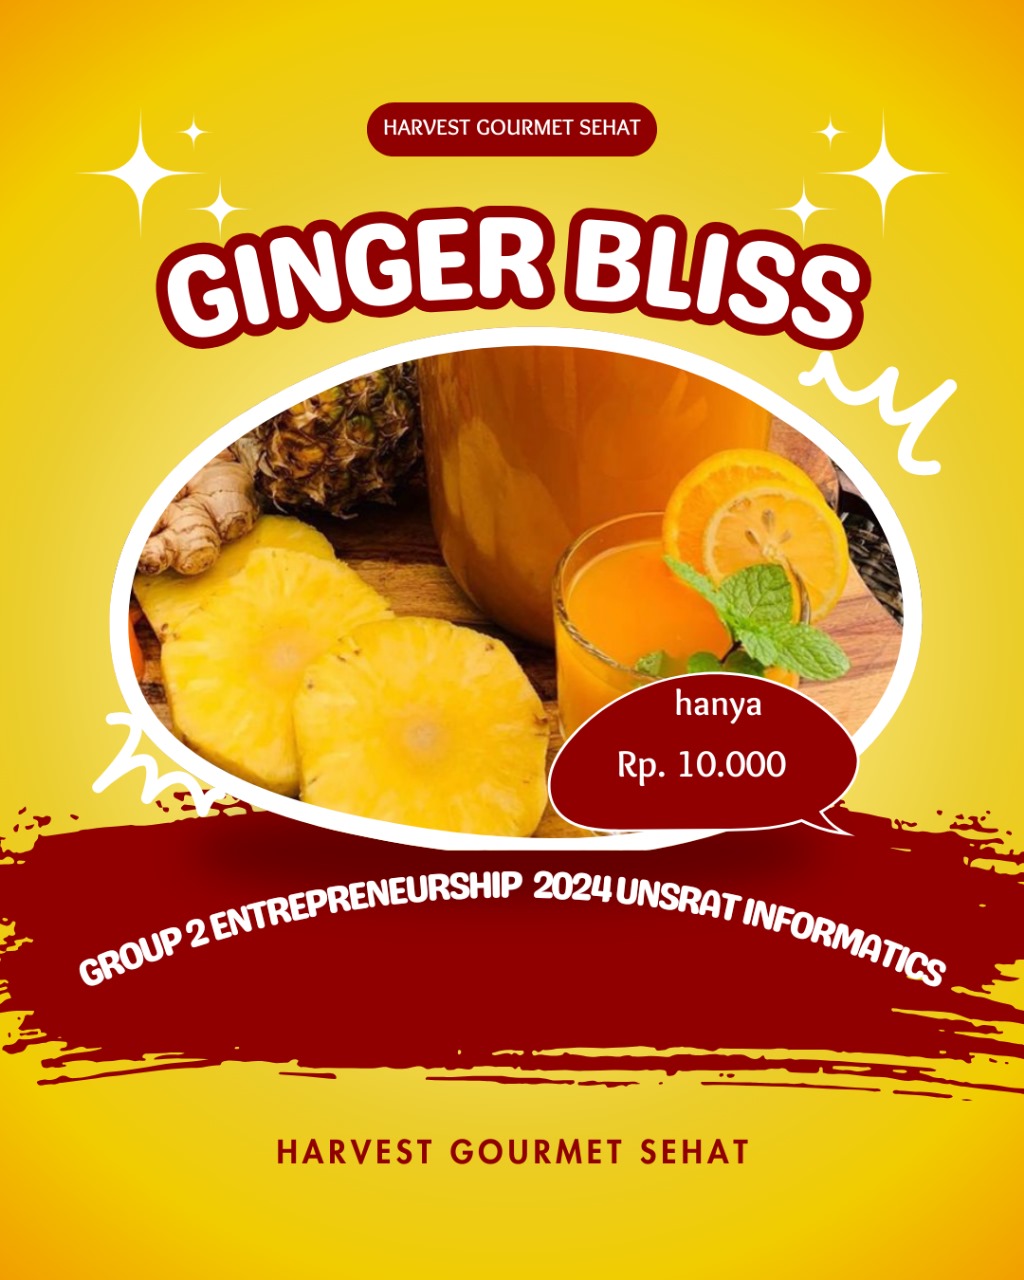 HARVEST GOURMET SEHAT
GINGER BLISS
hanya
Rp. 10.000
GROUP 2 ENTREPRENEURSHIP 2024 UNSRAT INFORMATICS
HARVEST GOURMET SEHAT